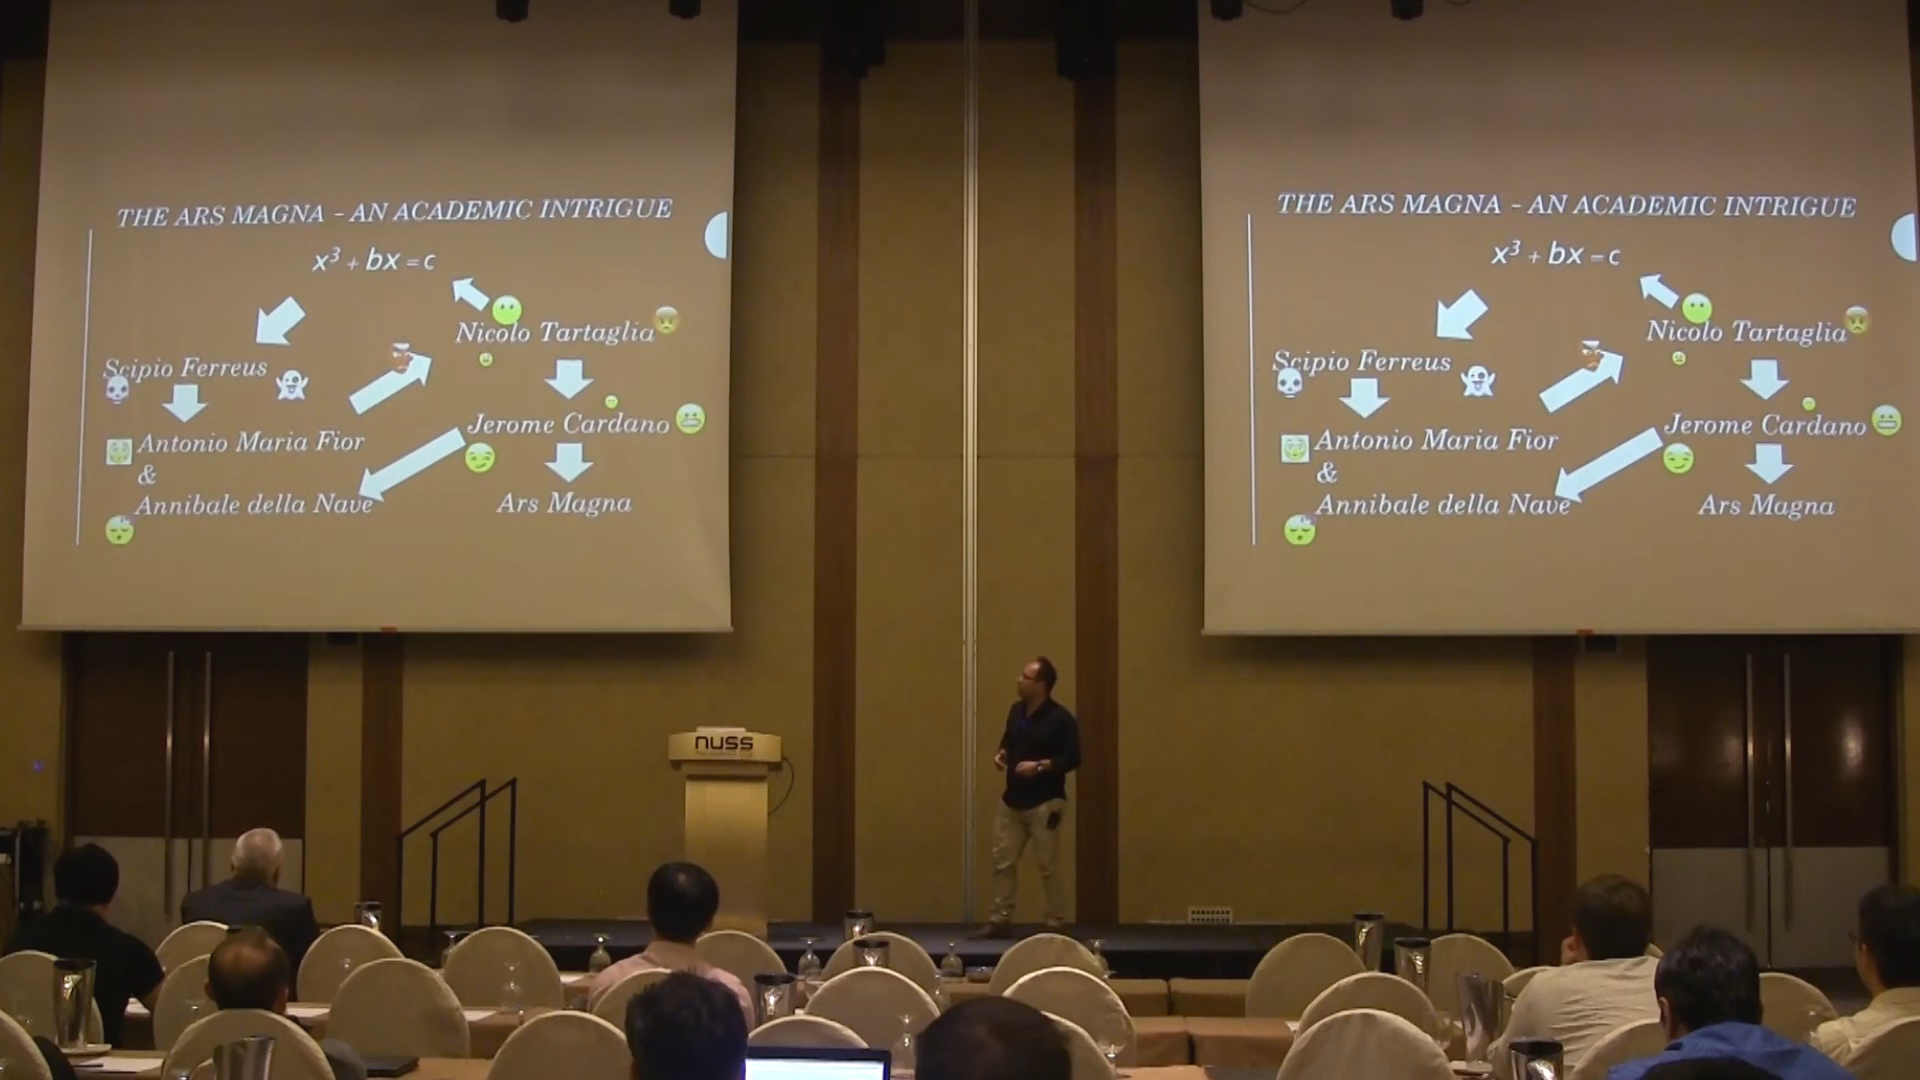 THE ARS MAGNA – AN ACADEMIC INTRIGUE
x³ + bx = c
Nicolo Tartaglia
Scipio Ferreus
Jerome Cardano
Antonio Maria Fior
&
Annibale della Nave
Ars Magna
THE ARS MAGNA – AN ACADEMIC INTRIGUE
x³ + bx = c
Nicolo Tartaglia
Scipio Ferreus
Jerome Cardano
Antonio Maria Fior
&
Annibale della Nave
Ars Magna
nuss